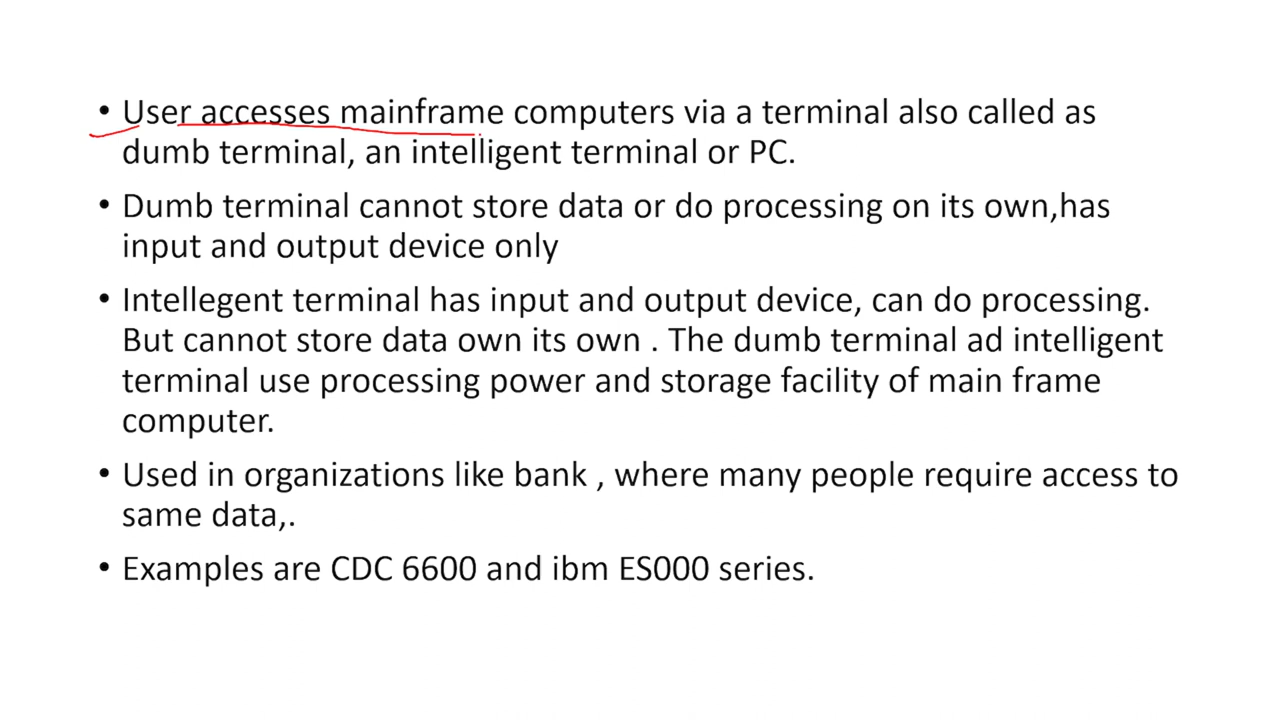 • User accesses mainframe computers via a terminal also called as
dumb terminal, an intelligent terminal or PC.
• Dumb terminal cannot store data or do processing on its own,has
input and output device only
• Intellegent terminal has input and output device, can do processing.
But cannot store data own its own . The dumb terminal ad intelligent
terminal use processing power and storage facility of main frame
computer.
• Used in organizations like bank , where many people require access to
same data,.
• Examples are CDC 6600 and ibm ES000 series.